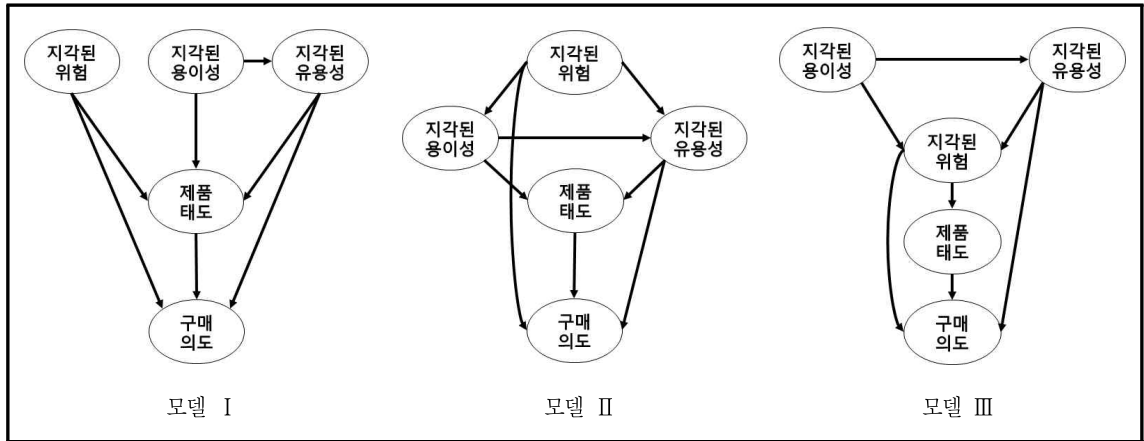 지각된
위험
지각된
용이성
지각된
유용성
제품
태도
구매
의도
모델 Ⅰ
지각된
위험
지각된
용이성
지각된
유용성
제품
태도
구매
의도
모델 Ⅱ
지각된
용이성
지각된
유용성
지각된
위험
제품
태도
구매
의도
모델 Ⅲ